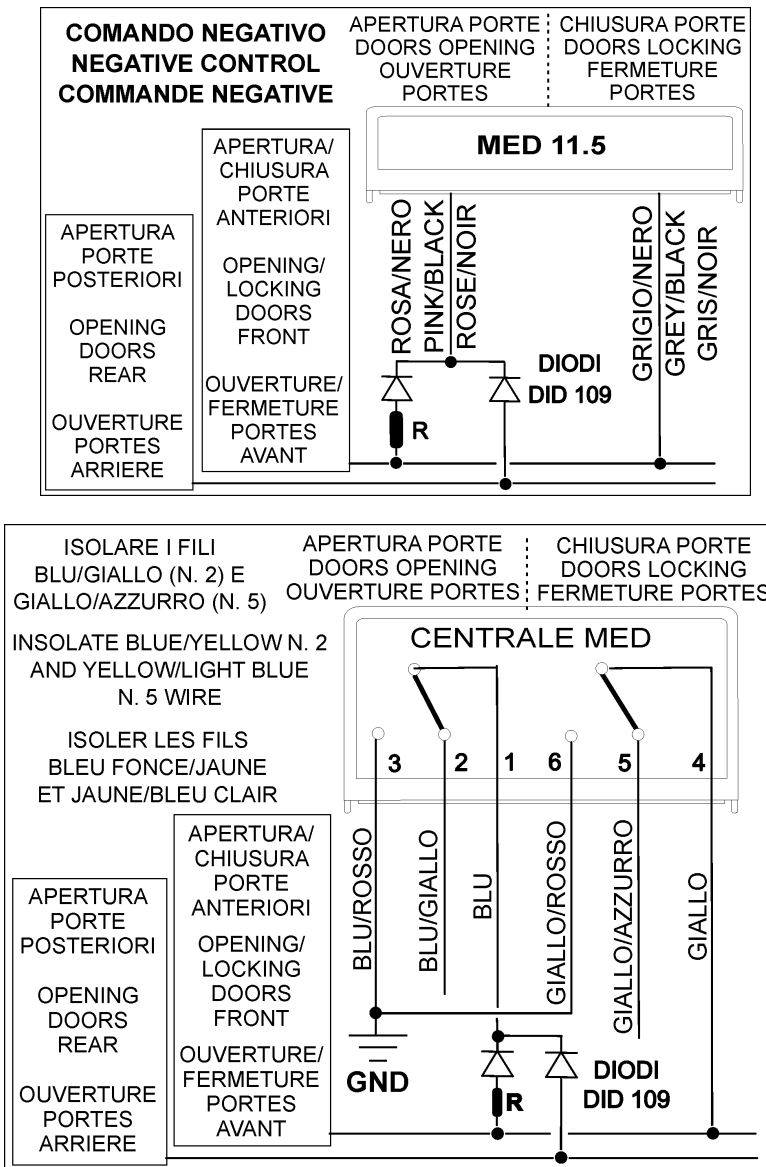 COMANDO NEGATIVO
NEGATIVE CONTROL
COMMANDE NEGATIVE
APERTURA PORTE
DOORS OPENING
OUVERTURE
PORTES
CHIUSURA PORTE
DOORS LOCKING
FERMETURE
PORTES
MED 11.5
APERTURA/
CHIUSURA
PORTE
ANTERIORI
OPENING/
LOCKING
DOORS
FRONT
OUVERTURE/
FERMETURE
PORTES
AVANT
APERTURA
PORTE
POSTERIORI
OPENING
DOORS
REAR
OUVERTURE
PORTES
ARRIERE
ROSA/NERO
PINK/BLACK
ROSE/NOIR
GRIGIO/NERO
GREY/BLACK
GRIS/NOIR
DIODI
DID 109
R
ISOLARE I FILI
BLU/GIALLO (N. 2) E
GIALLO/AZZURRO (N. 5)
INSOLATE BLUE/YELLOW N. 2
AND YELLOW/LIGHT BLUE
N. 5 WIRE
ISOLER LES FILS
BLEU FONCE/JAUNE
ET JAUNE/BLEU CLAIR
APERTURA PORTE
DOORS OPENING
OUVERTURE PORTES
CHIUSURA PORTE
DOORS LOCKING
FERMETURE PORTES
CENTRALE MED
3 2 1 6 5 4
BLU/ROSSO
BLU/GIALLO
BLU
GIALLO/ROSSO
GIALLO/AZZURRO
GIALLO
APERTURA/
CHIUSURA
PORTE
ANTERIORI
OPENING/
LOCKING
DOORS
FRONT
OUVERTURE/
FERMETURE
PORTES
AVANT
APERTURA
PORTE
POSTERIORI
OPENING
DOORS
REAR
OUVERTURE
PORTES
ARRIERE
GND
R
DIODI
DID 109